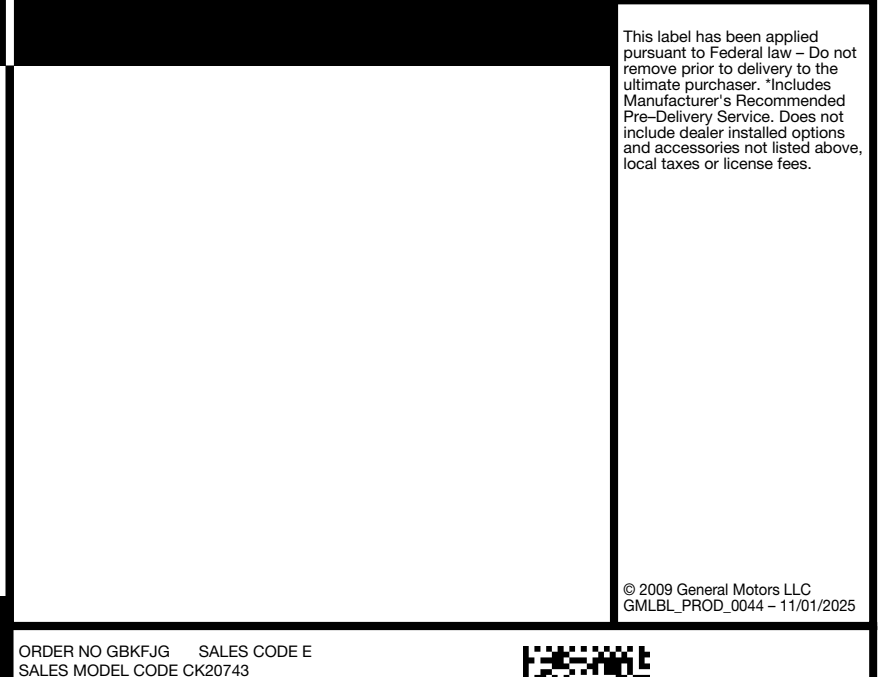 This label has been applied
pursuant to Federal law – Do not
remove prior to delivery to the
ultimate purchaser. *Includes
Manufacturer's Recommended
Pre–Delivery Service. Does not
include dealer installed options
and accessories not listed above,
local taxes or license fees.
© 2009 General Motors LLC
GMLBL_PROD_0044 – 11/01/2025
ORDER NO GBKFJG SALES CODE E
SALES MODEL CODE CK20743